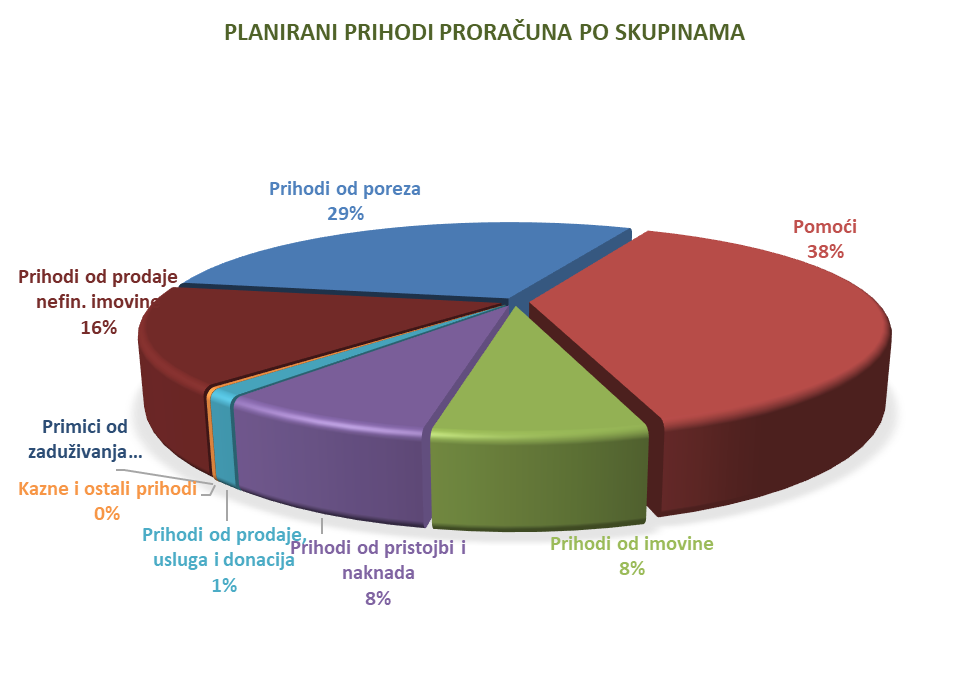 PLANIRANI PRIHODI PRORAČUNA PO SKUPINAMA
Prihodi od poreza
29%
Pomoći
38%
Prihodi od prodaje
nefin. imovine
16%
Primici od
zaduživanja…
Kazne i ostali prihodi
0%
Prihodi od prodaje,
usluga i donacija
1%
Prihodi od pristojbi i
naknada
8%
Prihodi od imovine
8%